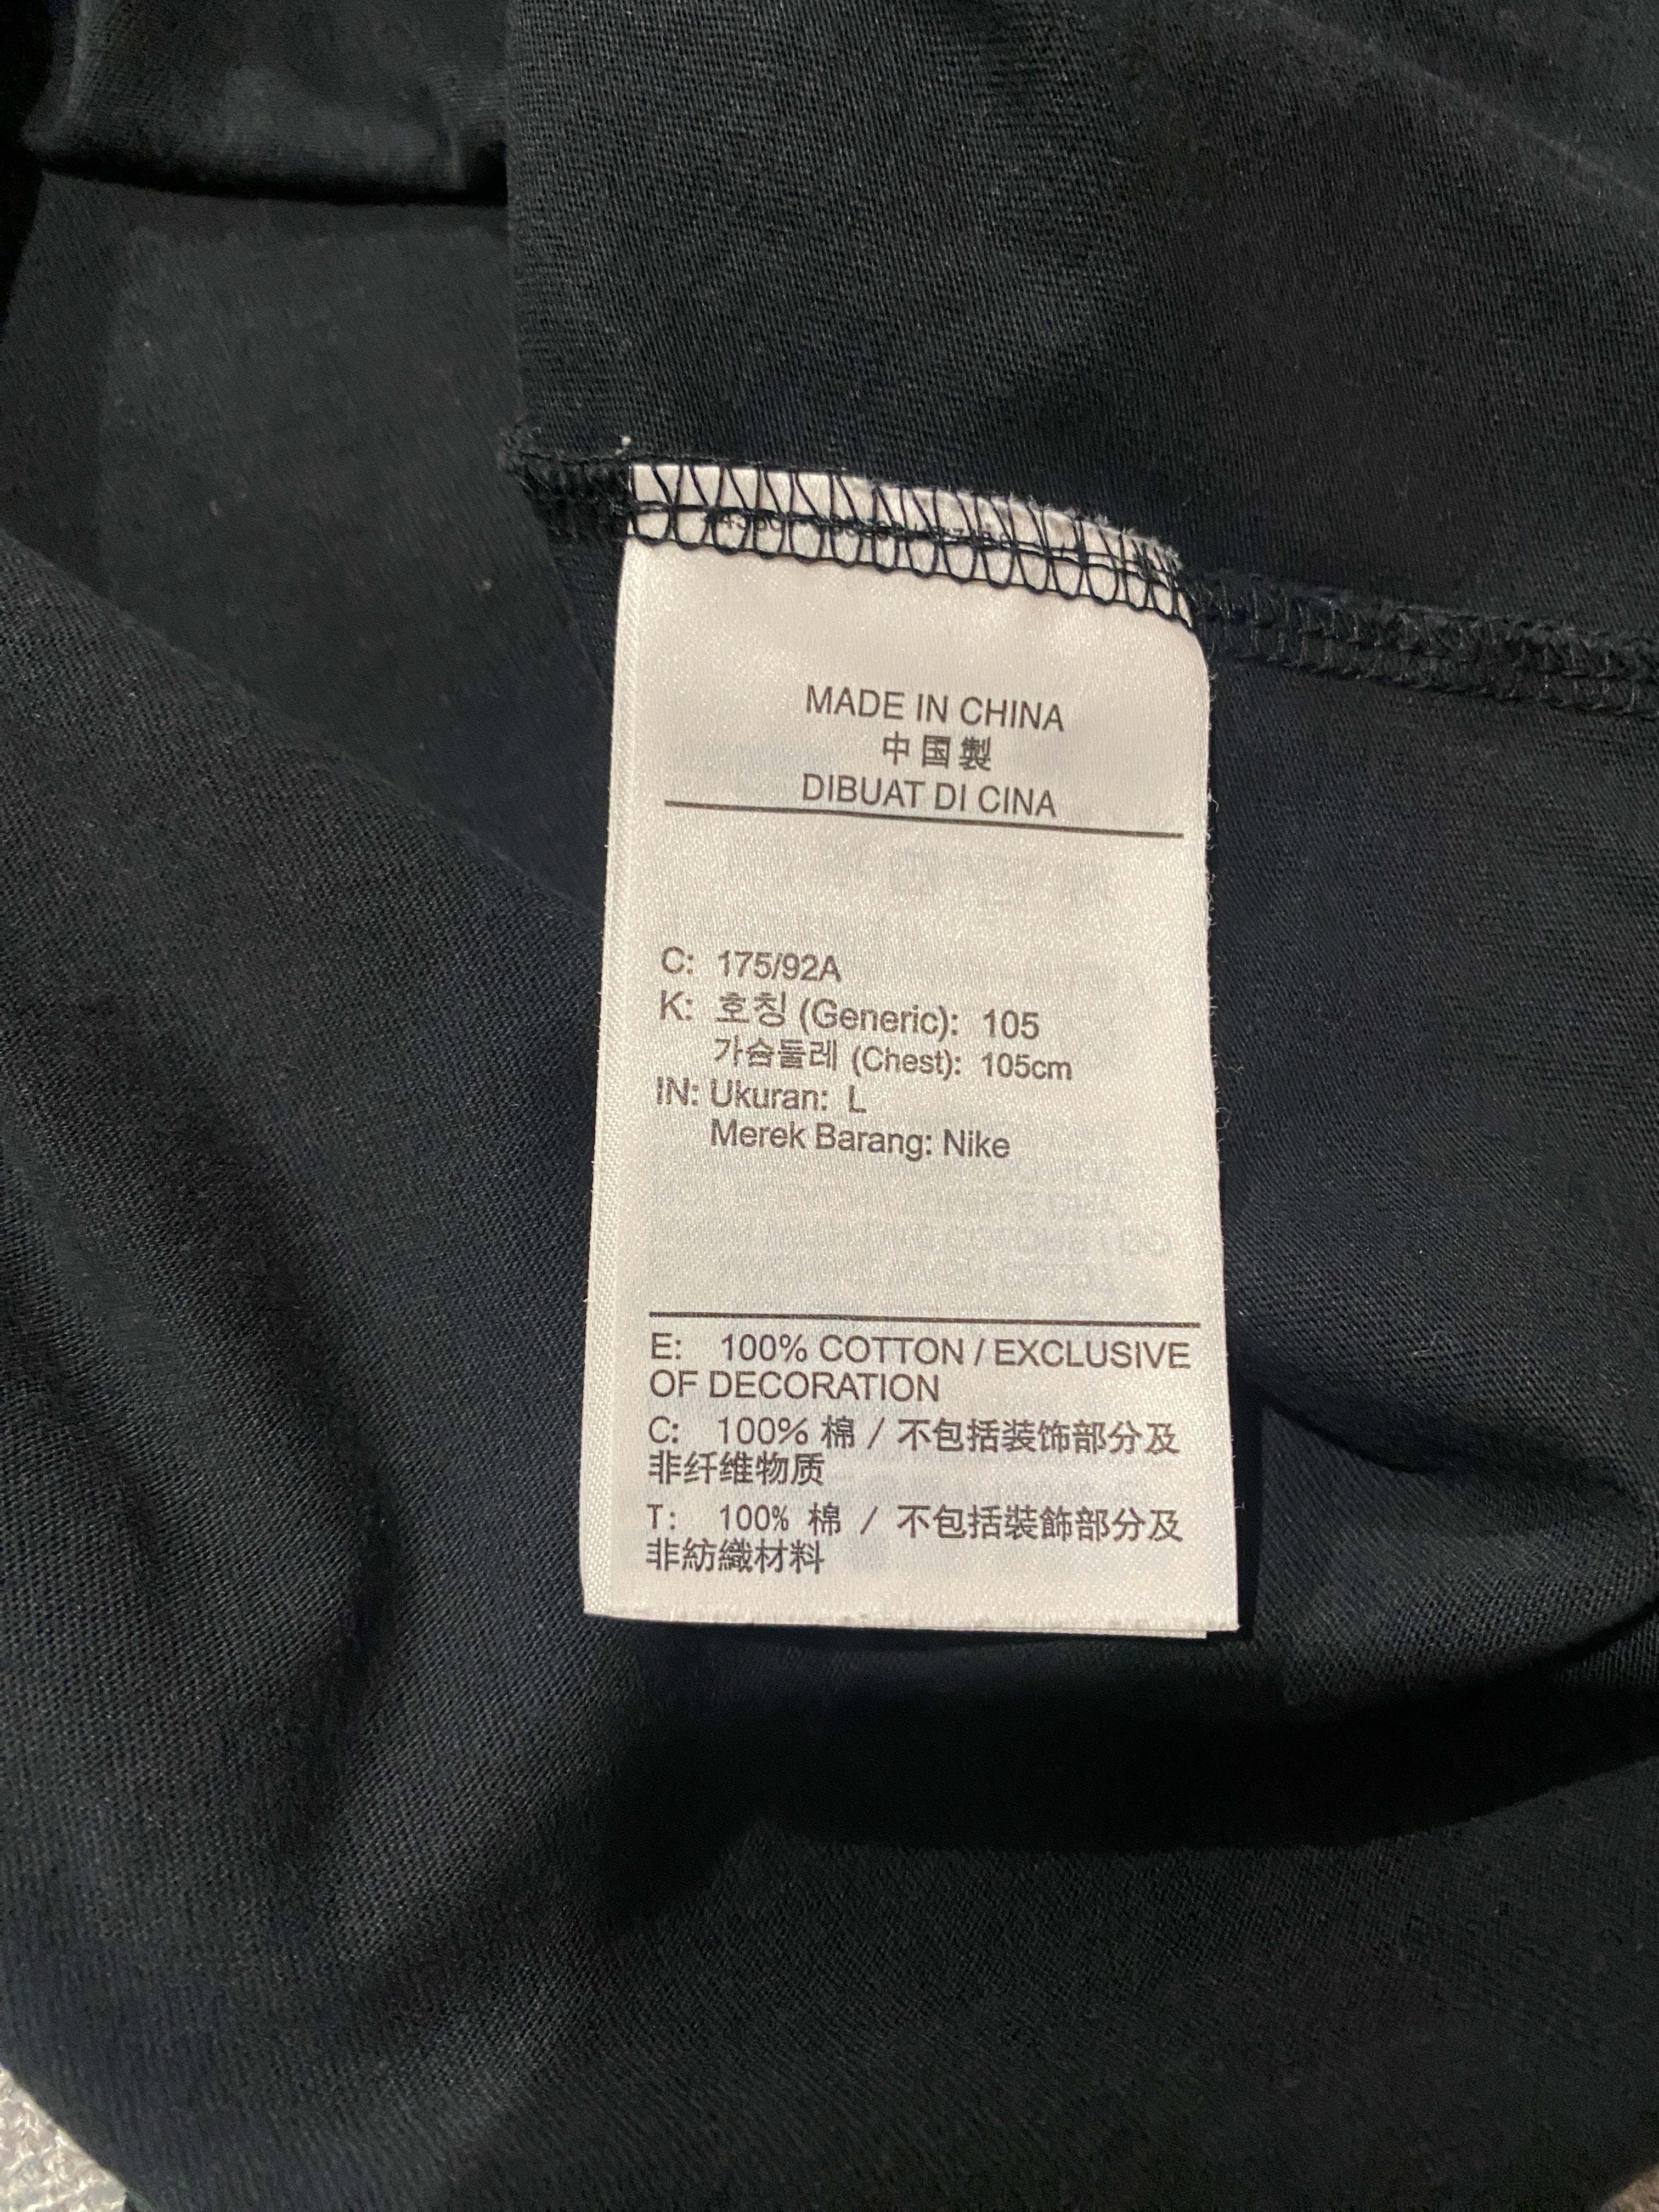 MADE IN CHINA
中国製
DIBUAT DI CINA
C: 175/92A
K: 호칭 (Generic): 105
가슴둘레 (Chest): 105cm
IN: Ukuran: L
Merek Barang: Nike
E: 100% COTTON / EXCLUSIVE
OF DECORATION
C: 100% 棉 / 不包括装饰部分及
非纤维物质
T: 100% 棉 / 不包括裝飾部分及
非紡織材料